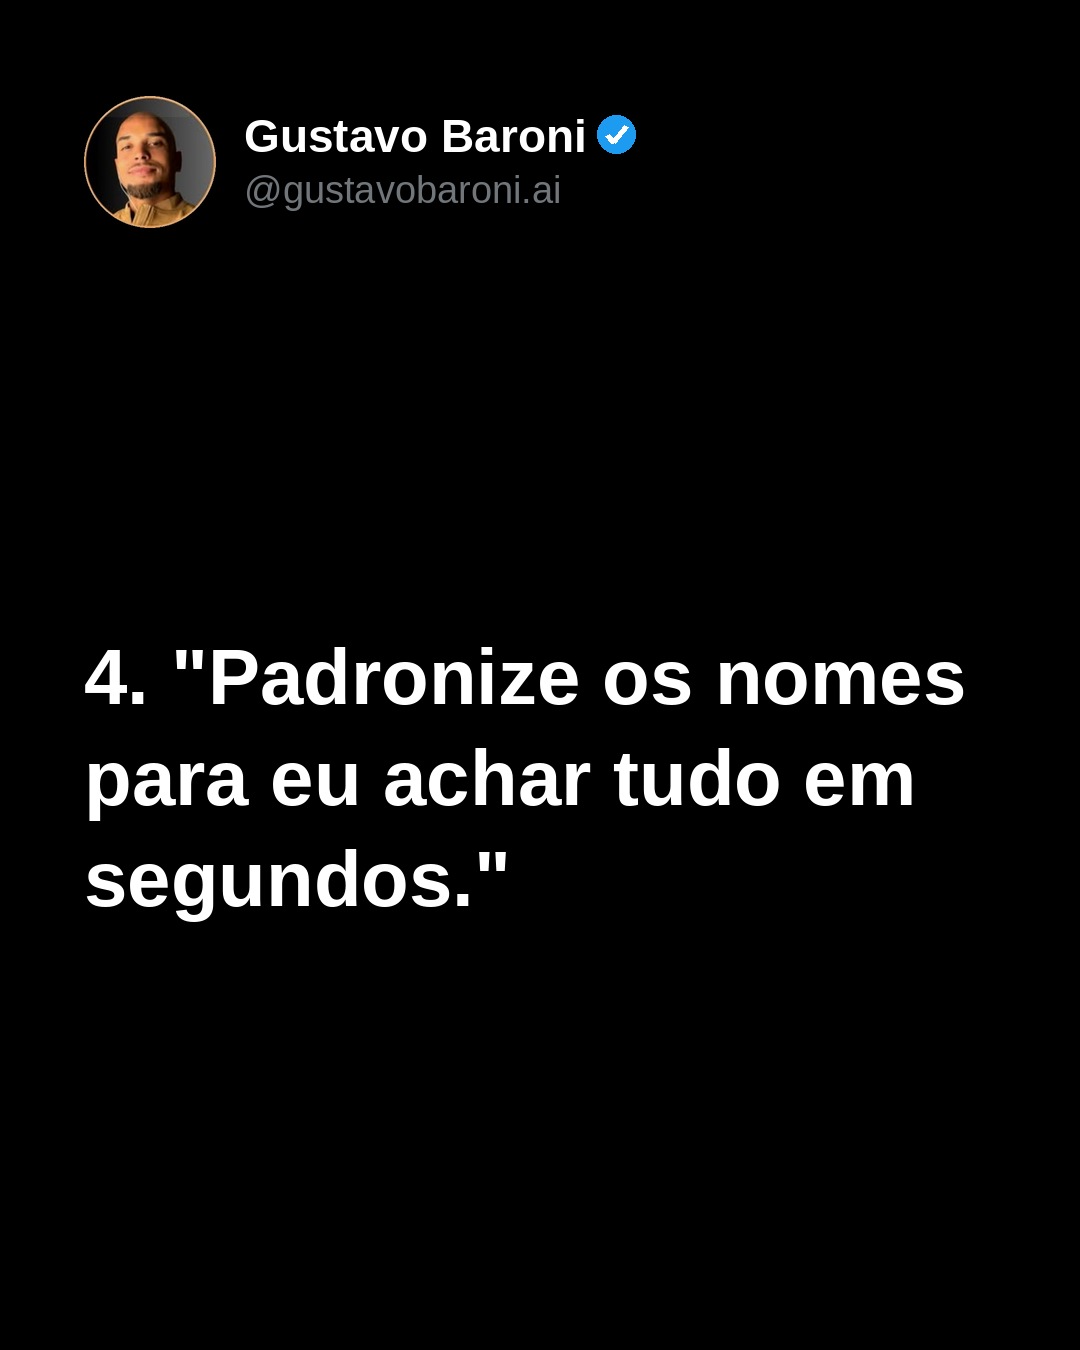 Gustavo Baroni
@gustavobaroni.ai
4. "Padronize os nomes
para eu achar tudo em
segundos."